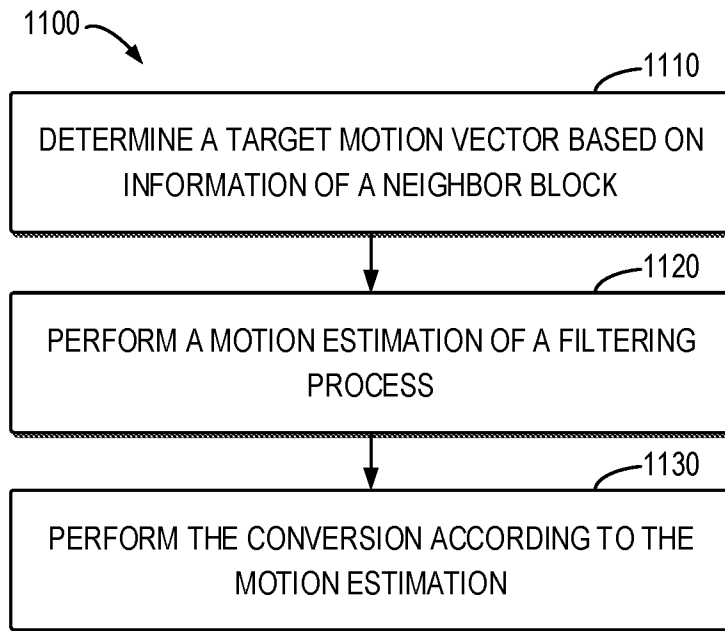 1100
1110
DETERMINE A TARGET MOTION VECTOR BASED ON
INFORMATION OF A NEIGHBOR BLOCK
1120
PERFORM A MOTION ESTIMATION OF A FILTERING
PROCESS
1130
PERFORM THE CONVERSION ACCORDING TO THE
MOTION ESTIMATION